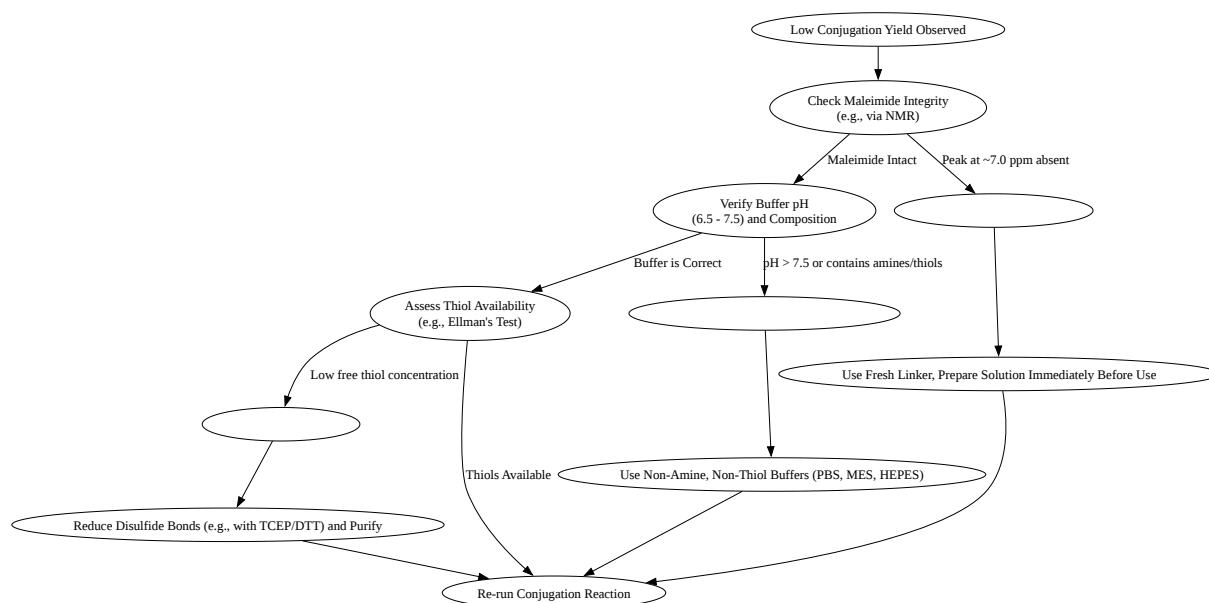 Low Conjugation Yield Observed
Check Maleimide Integrity
(e.g., via NMR)
Maleimide Intact
Peak at ~7.0 ppm absent
Verify Buffer pH
(6.5 - 7.5) and Composition
Buffer is Correct
pH > 7.5 or contains amines/thiols
Assess Thiol Availability
(e.g., Ellman's Test)
Low free thiol concentration
Use Fresh Linker, Prepare Solution Immediately Before Use
Thiols Available
Use Non-Amine, Non-Thiol Buffers (PBS, MES, HEPES)
Reduce Disulfide Bonds (e.g., with TCEP/DTT) and Purify
Re-run Conjugation Reaction